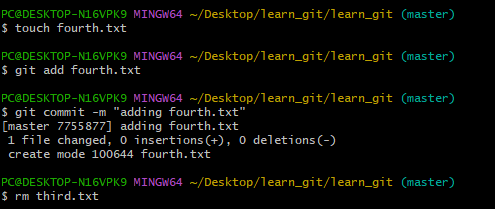 PC@DESKTOP-N16VPK9 MINGW64 ~/Desktop/learn_git/learn_git (master)
$ touch fourth.txt
PC@DESKTOP-N16VPK9 MINGW64 ~/Desktop/learn_git/learn_git (master)
$ git add fourth.txt
PC@DESKTOP-N16VPK9 MINGW64 ~/Desktop/learn_git/learn_git (master)
$ git commit -m "adding fourth.txt"
[master 7755877] adding fourth.txt
 1 file changed, 0 insertions(+), 0 deletions(-)
 create mode 100644 fourth.txt
PC@DESKTOP-N16VPK9 MINGW64 ~/Desktop/learn_git/learn_git (master)
$ rm third.txt